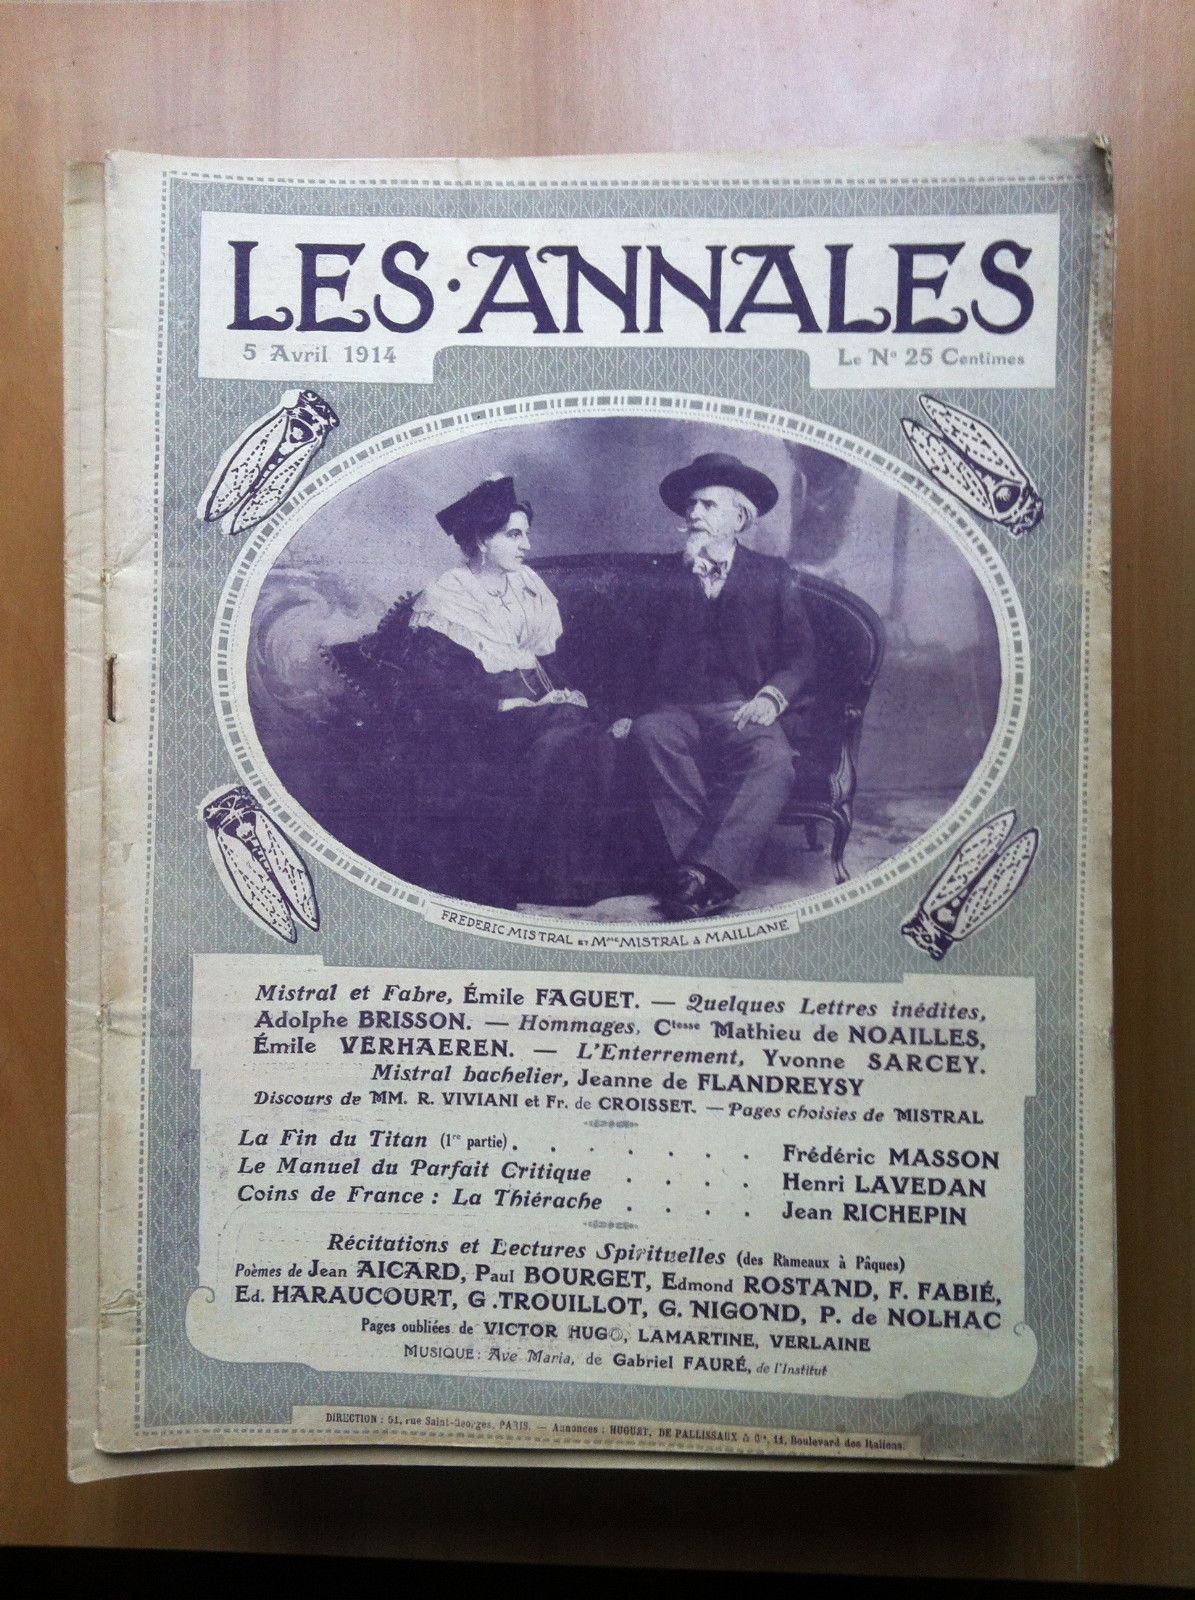 LES·ANNALES
5 Avril 1914
Le No 25 Centimes
FREDERIC MISTRAL ET Mme MISTRAL A MAILLANE
Mistral et Fabre, Émile FAGUET. — Quelques Lettres inédites,
Adolphe BRISSON. — Hommages, Ctesse Mathieu de NOAILLES,
Émile VERHAEREN. — L'Enterrement, Yvonne SARCEY.
Mistral bachelier, Jeanne de FLANDREYSY
Discours de MM. R. VIVIANI et Fr. de CROISSET. — Pages choisies de MISTRAL
La Fin du Titan (1re partie). . . . . . . Frédéric MASSON
Le Manuel du Parfait Critique . . . . Henri LAVEDAN
Coins de France : La Thiérache . . . . Jean RICHEPIN
Récitations et Lectures Spirituelles (des Rameaux à Pâques)
Poèmes de Jean AICARD, Paul BOURGET, Edmond ROSTAND, F. FABIÉ,
Ed. HARAUCOURT, G. TROUILLOT, G. NIGOND, P. de NOLHAC
Pages oubliées de VICTOR HUGO, LAMARTINE, VERLAINE
MUSIQUE : Ave Maria, de Gabriel FAURÉ, de l'Institut
DIRECTION : 51, rue Saint-Georges, PARIS. — Annonces : HUGUET, DE PALLISSAUX & Cie, 11, Boulevard des Italiens.